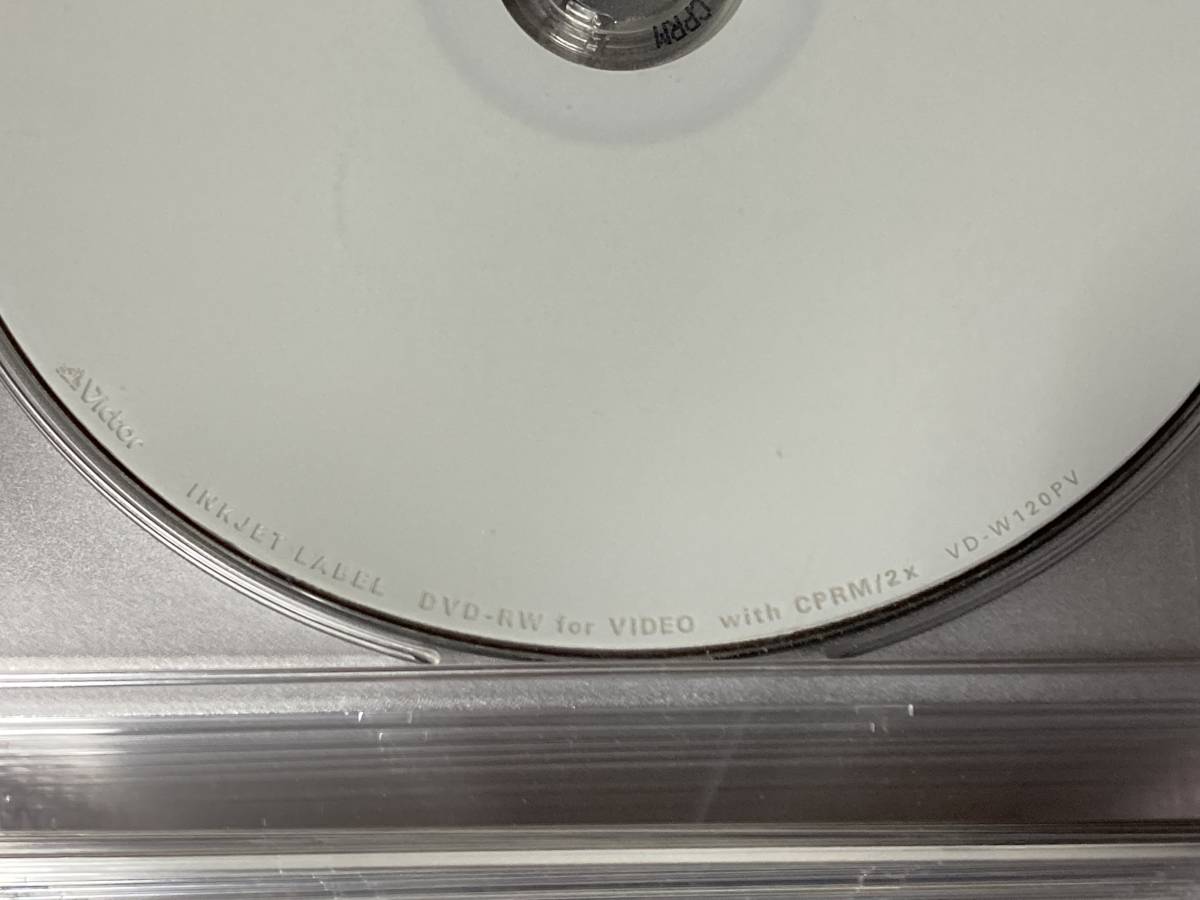 CPRM
Victor INKJET LABEL DVD-RW for VIDEO with CPRM/2x VD-W120PV